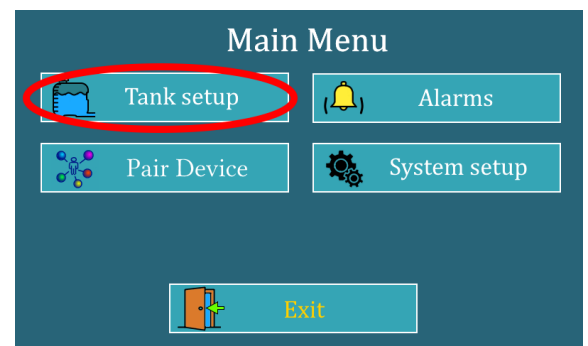 Main Menu
Tank setup
Alarms
Pair Device
System setup
Exit